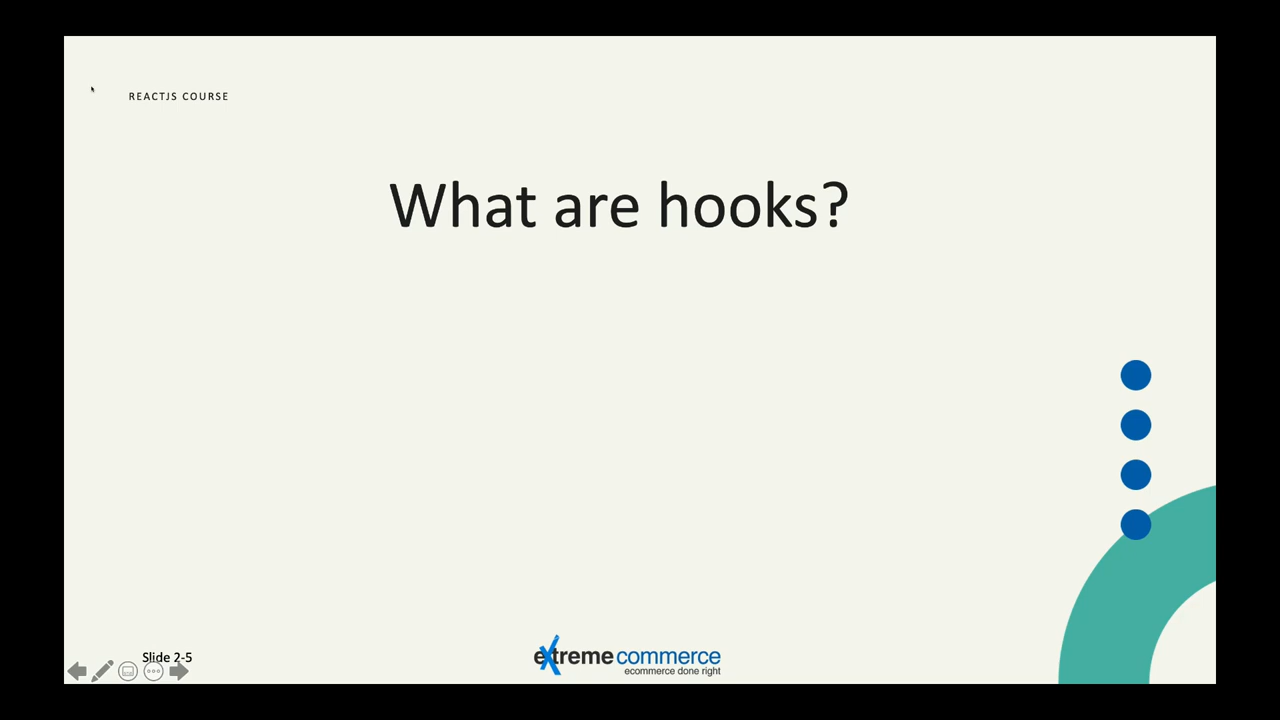 REACTJS COURSE
What are hooks?
Slide 2-5
extreme commerce
ecommerce done right